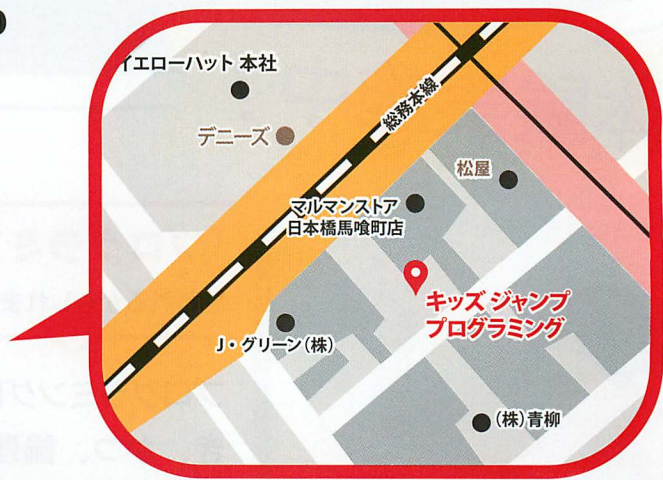 イエローハット 本社
デニーズ
総務本線
松屋
マルマンストア
日本橋馬喰町店
キッズ ジャンプ
プログラミング
J・グリーン(株)
(株)青柳